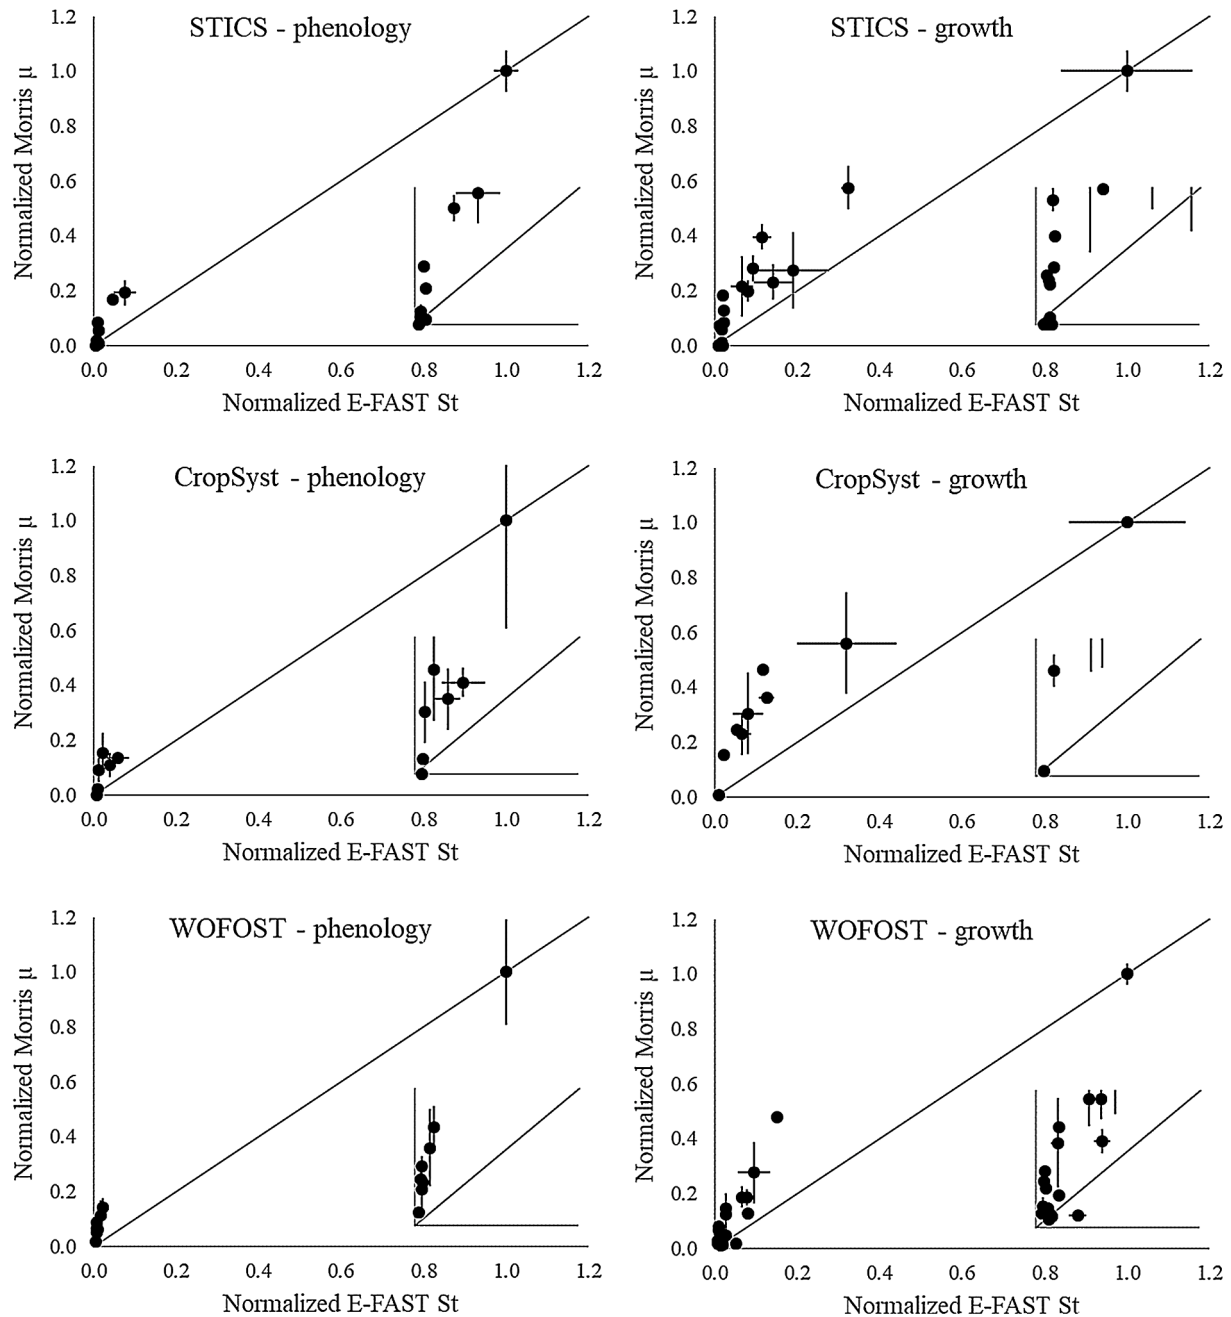 STICS - phenology
Normalized Morris μ
1.2
1.0
0.8
0.6
0.4
0.2
0.0
0.0 0.2 0.4 0.6 0.8 1.0 1.2
Normalized E-FAST St
STICS - growth
Normalized Morris μ
1.2
1.0
0.8
0.6
0.4
0.2
0.0
0.0 0.2 0.4 0.6 0.8 1.0 1.2
Normalized E-FAST St
CropSyst - phenology
Normalized Morris μ
1.2
1.0
0.8
0.6
0.4
0.2
0.0
0.0 0.2 0.4 0.6 0.8 1.0 1.2
Normalized E-FAST St
CropSyst - growth
Normalized Morris μ
1.2
1.0
0.8
0.6
0.4
0.2
0.0
0.0 0.2 0.4 0.6 0.8 1.0 1.2
Normalized E-FAST St
WOFOST - phenology
Normalized Morris μ
1.2
1.0
0.8
0.6
0.4
0.2
0.0
0.0 0.2 0.4 0.6 0.8 1.0 1.2
Normalized E-FAST St
WOFOST - growth
Normalized Morris μ
1.2
1.0
0.8
0.6
0.4
0.2
0.0
0.0 0.2 0.4 0.6 0.8 1.0 1.2
Normalized E-FAST St